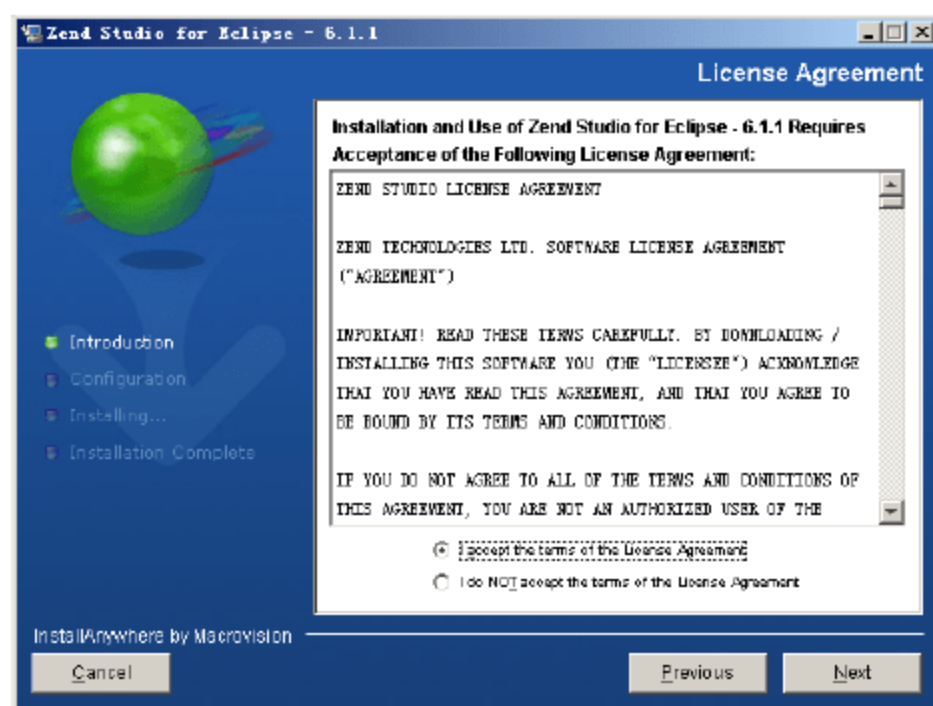 Zend Studio for Eclipse - 6.1.1
License Agreement
Installation and Use of Zend Studio for Eclipse - 6.1.1 Requires
Acceptance of the Following License Agreement:
ZEND STUDIO LICENSE AGREEMENT
ZEND TECHNOLOGIES LTD. SOFTWARE LICENSE AGREEMENT
("AGREEMENT")
IMPORTANT! READ THESE TERMS CAREFULLY. BY DOWNLOADING /
INSTALLING THIS SOFTWARE YOU (THE "LICENSEE") ACKNOWLEDGE
THAT YOU HAVE READ THIS AGREEMENT, AND THAT YOU AGREE TO
BE BOUND BY ITS TERMS AND CONDITIONS.
IF YOU DO NOT AGREE TO ALL OF THE TERMS AND CONDITIONS OF
THIS AGREEMENT, YOU ARE NOT AN AUTHORIZED USER OF THE
I accept the terms of the License Agreement
I do NOT accept the terms of the License Agreement
Introduction
Configuration
Installing...
Installation Complete
InstallAnywhere by Macrovision
Cancel
Previous
Next